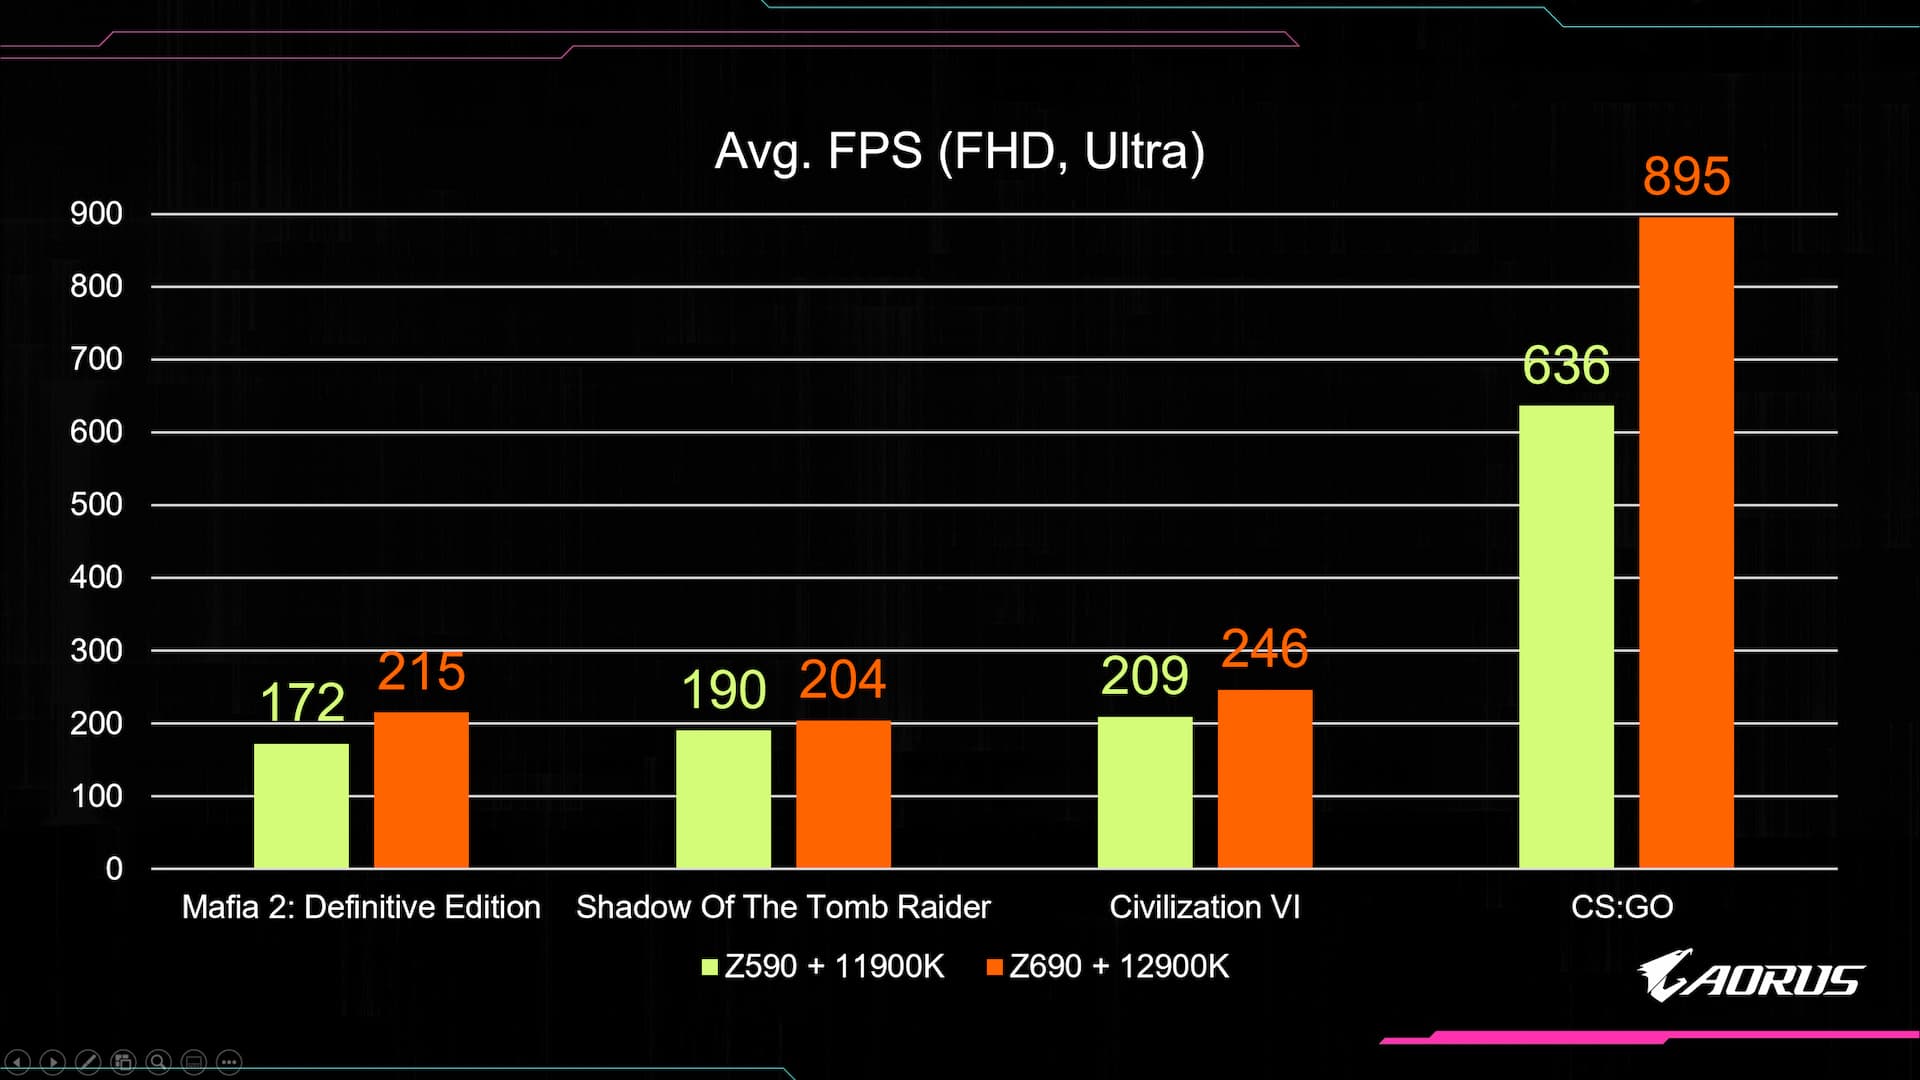 Avg. FPS (FHD, Ultra)
895
900
800
700
636
600
500
400
300
246
215
209
204
190
172
200
100
0
Mafia 2: Definitive Edition
Shadow Of The Tomb Raider
Civilization VI
CS:GO
Z590 + 11900K
Z690 + 12900K
AORUS